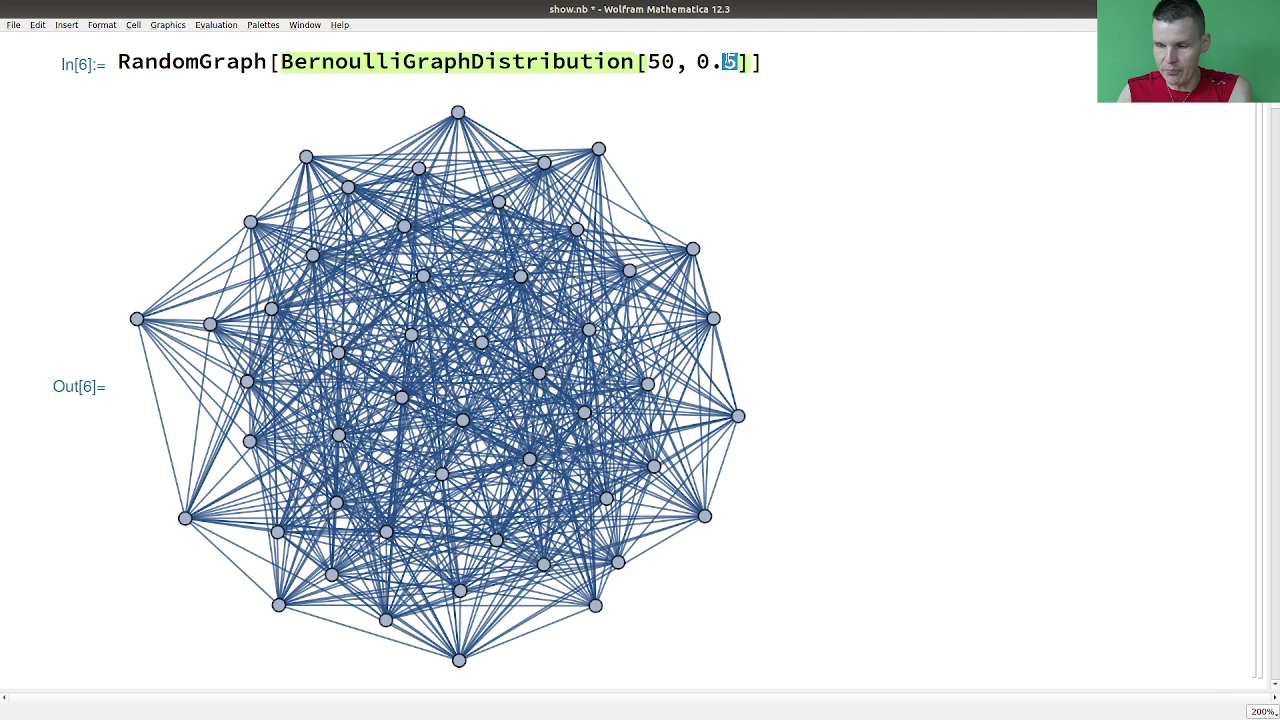 show.nb * - Wolfram Mathematica 12.3
File Edit Insert Format Cell Graphics Evaluation Palettes Window Help
In[6]:= RandomGraph[BernoulliGraphDistribution[50, 0.5]]
Out[6]=
200%